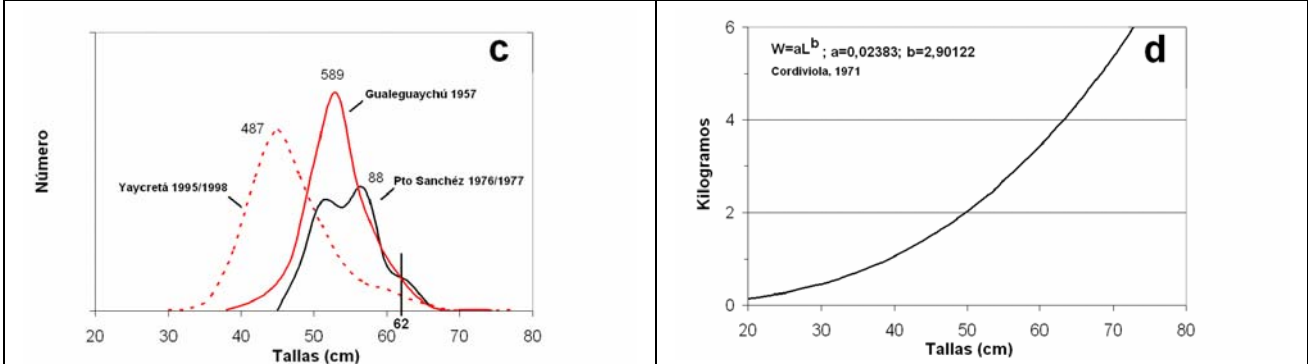 c
589
Gualeguaychú 1957
487
88
Pto Sanchéz 1976/1977
Yaycretá 1995/1998
Número
62
20 30 40 50 60 70 80
Tallas (cm)
d
W=aL^b ; a=0,02383; b=2,90122
Cordiviola, 1971
Kilogramos
6
4
2
0
20 30 40 50 60 70 80
Tallas (cm)